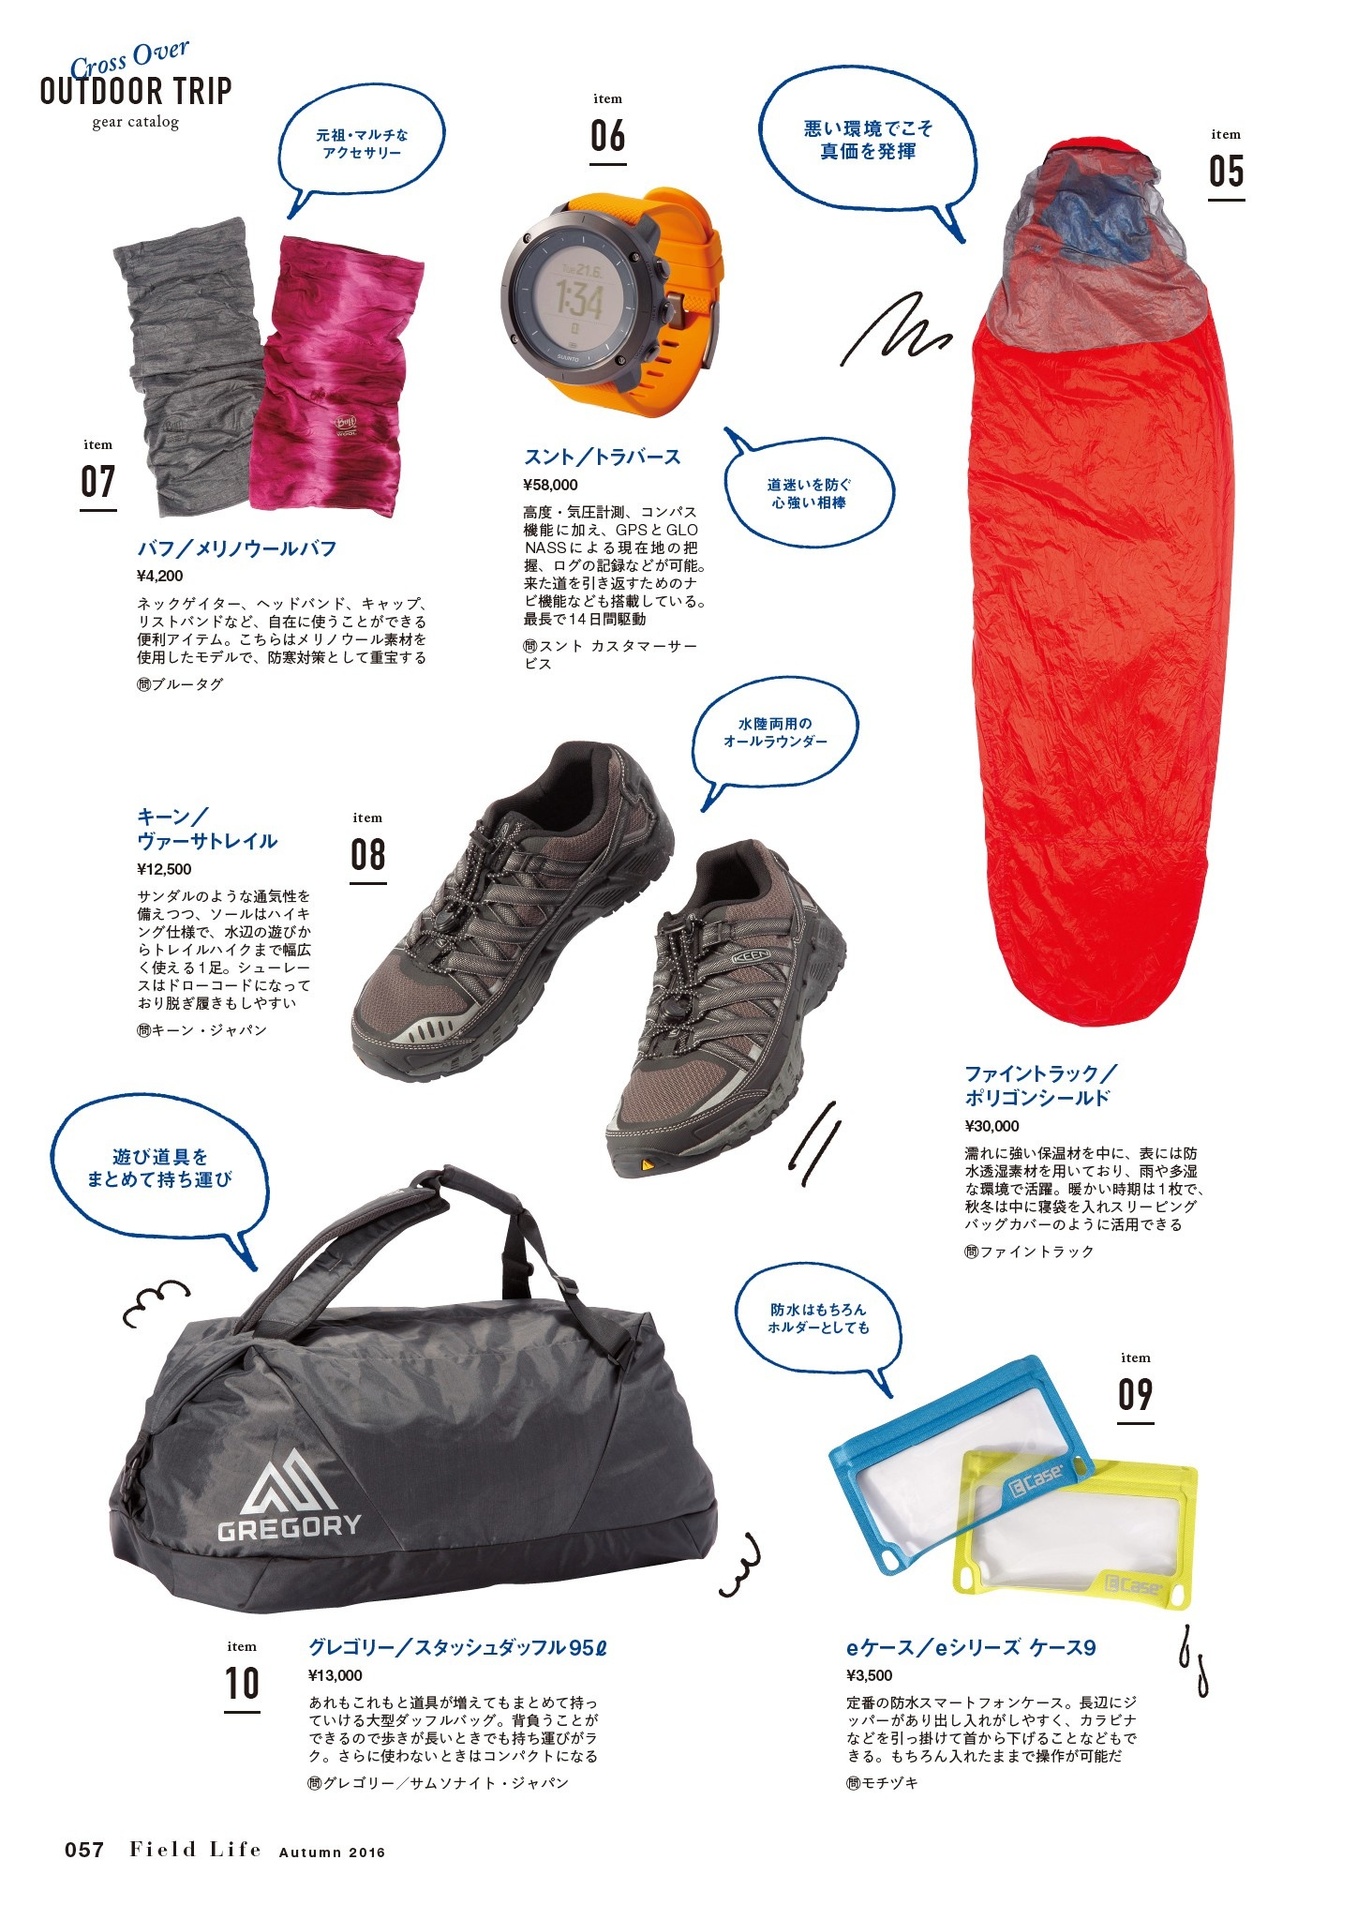 Cross Over
OUTDOOR TRIP
gear catalog
元祖・マルチな
アクセサリー
item
07
バフ／メリノウールバフ
¥4,200
ネックゲイター、ヘッドバンド、キャップ、
リストバンドなど、自在に使うことができる
便利アイテム。こちらはメリノウール素材を
使用したモデルで、防寒対策として重宝する
㉄ブルータグ
item
06
Tue 21.6.
1:34
SUUNTO
スント／トラバース
¥58,000
高度・気圧計測、コンパス
機能に加え、GPSとGLO
NASSによる現在地の把
握、ログの記録などが可能。
来た道を引き返すためのナ
ビ機能なども搭載している。
最長で14日間駆動
㉄スント カスタマーサー
ビス
道迷いを防ぐ
心強い相棒
悪い環境でこそ
真価を発揮
item
05
ファイントラック／
ポリゴンシールド
¥30,000
濡れに強い保温材を中に、表には防
水透湿素材を用いており、雨や多湿
な環境で活躍。暖かい時期は1枚で、
秋冬は中に寝袋を入れスリーピング
バッグカバーのように活用できる
㉄ファイントラック
水陸両用の
オールラウンダー
キーン／
ヴァーサトレイル
¥12,500
サンダルのような通気性を
備えつつ、ソールはハイキ
ング仕様で、水辺の遊びか
らトレイルハイクまで幅広
く使える1足。シューレー
スはドローコードになって
おり脱ぎ履きもしやすい
㉄キーン・ジャパン
item
08
KEEN
遊び道具を
まとめて持ち運び
GREGORY
item
10
グレゴリー／スタッシュダッフル95ℓ
¥13,000
あれもこれもと道具が増えてもまとめて持っ
ていける大型ダッフルバッグ。背負うことが
できるので歩きが長いときでも持ち運びがラ
ク。さらに使わないときはコンパクトになる
㉄グレゴリー／サムソナイト・ジャパン
防水はもちろん
ホルダーとしても
item
09
eCase
eCase
eケース／eシリーズ ケース9
¥3,500
定番の防水スマートフォンケース。長辺にジ
ッパーがあり出し入れがしやすく、カラビナ
などを引っ掛けて首から下げることなどもで
きる。もちろん入れたままで操作が可能だ
㉄モチヅキ
057 Field Life Autumn 2016